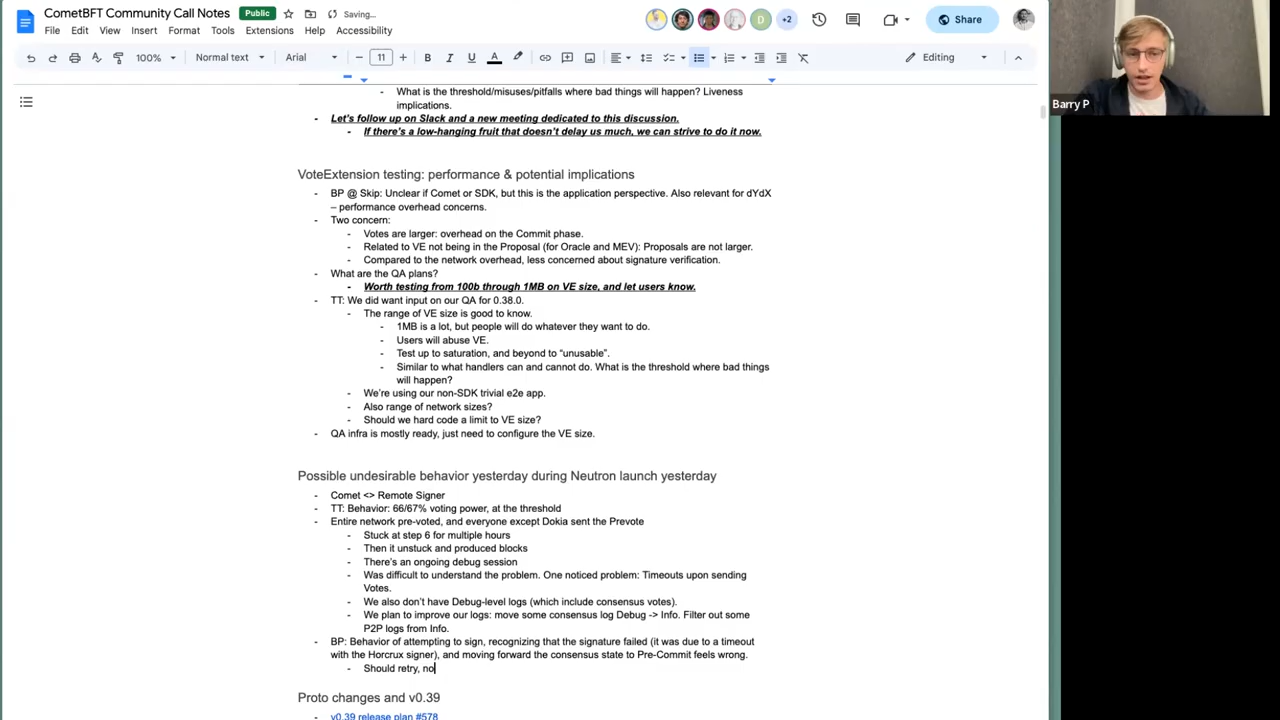 CometBFT Community Call Notes
Public
Saving...
File Edit View Insert Format Tools Extensions Help Accessibility
D
+2
Share
100%
Normal text
Arial
11
Editing
Barry P
- What is the threshold/misuses/pitfalls where bad things will happen? Liveness
implications.
- Let's follow up on Slack and a new meeting dedicated to this discussion.
- If there's a low-hanging fruit that doesn't delay us much, we can strive to do it now.
VoteExtension testing: performance & potential implications
- BP @ Skip: Unclear if Comet or SDK, but this is the application perspective. Also relevant for dYdX
– performance overhead concerns.
- Two concern:
- Votes are larger: overhead on the Commit phase.
- Related to VE not being in the Proposal (for Oracle and MEV): Proposals are not larger.
- Compared to the network overhead, less concerned about signature verification.
- What are the QA plans?
- Worth testing from 100b through 1MB on VE size, and let users know.
- TT: We did want input on our QA for 0.38.0.
- The range of VE size is good to know.
- 1MB is a lot, but people will do whatever they want to do.
- Users will abuse VE.
- Test up to saturation, and beyond to “unusable”.
- Similar to what handlers can and cannot do. What is the threshold where bad things
will happen?
- We're using our non-SDK trivial e2e app.
- Also range of network sizes?
- Should we hard code a limit to VE size?
- QA infra is mostly ready, just need to configure the VE size.
Possible undesirable behavior yesterday during Neutron launch yesterday
- Comet <> Remote Signer
- TT: Behavior: 66/67% voting power, at the threshold
- Entire network pre-voted, and everyone except Dokia sent the Prevote
- Stuck at step 6 for multiple hours
- Then it unstuck and produced blocks
- There's an ongoing debug session
- Was difficult to understand the problem. One noticed problem: Timeouts upon sending
Votes.
- We also don't have Debug-level logs (which include consensus votes).
- We plan to improve our logs: move some consensus log Debug -> Info. Filter out some
P2P logs from Info.
- BP: Behavior of attempting to sign, recognizing that the signature failed (it was due to a timeout
with the Horcrux signer), and moving forward the consensus state to Pre-Commit feels wrong.
- Should retry, no
Proto changes and v0.39
- v0.39 release plan #578